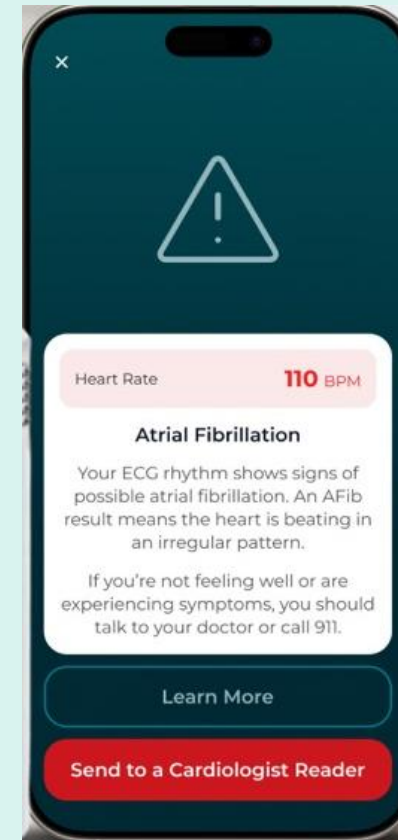 Heart Rate 110 BPM
Atrial Fibrillation
Your ECG rhythm shows signs of
possible atrial fibrillation. An AFib
result means the heart is beating in
an irregular pattern.
If you're not feeling well or are
experiencing symptoms, you should
talk to your doctor or call 911.
Learn More
Send to a Cardiologist Reader